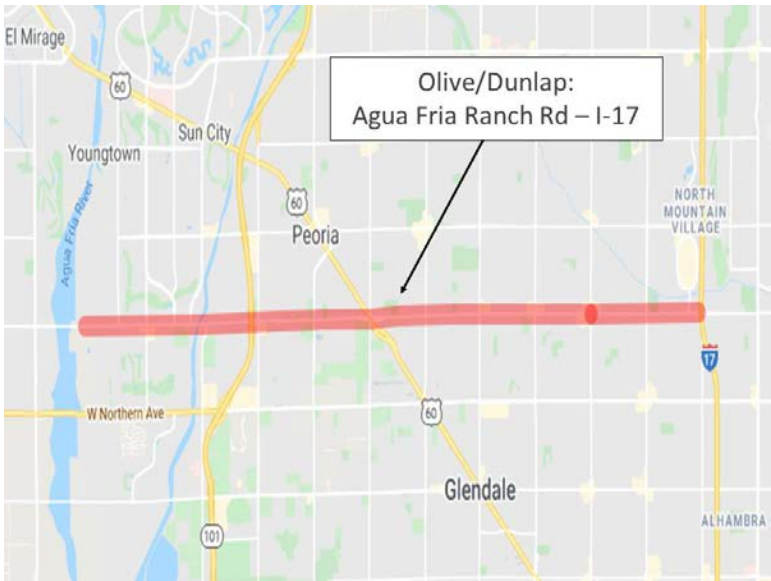 El Mirage
60
Olive/Dunlap:
Agua Fria Ranch Rd – I-17
Sun City
Youngtown
60
NORTH
MOUNTAIN
VILLAGE
Peoria
Agua Fria River
17
W Northern Ave
60
Glendale
ALHAMBRA
101